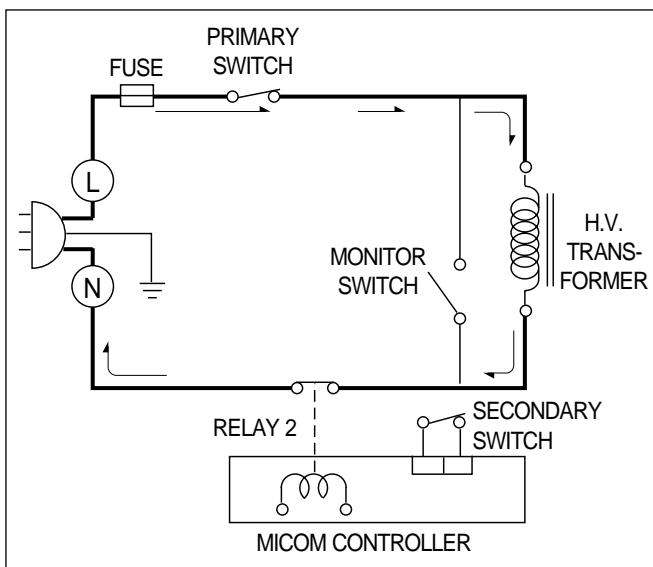 PRIMARY
SWITCH
FUSE
L
H.V.
TRANS-
FORMER
MONITOR
SWITCH
N
RELAY 2
SECONDARY
SWITCH
MICOM CONTROLLER